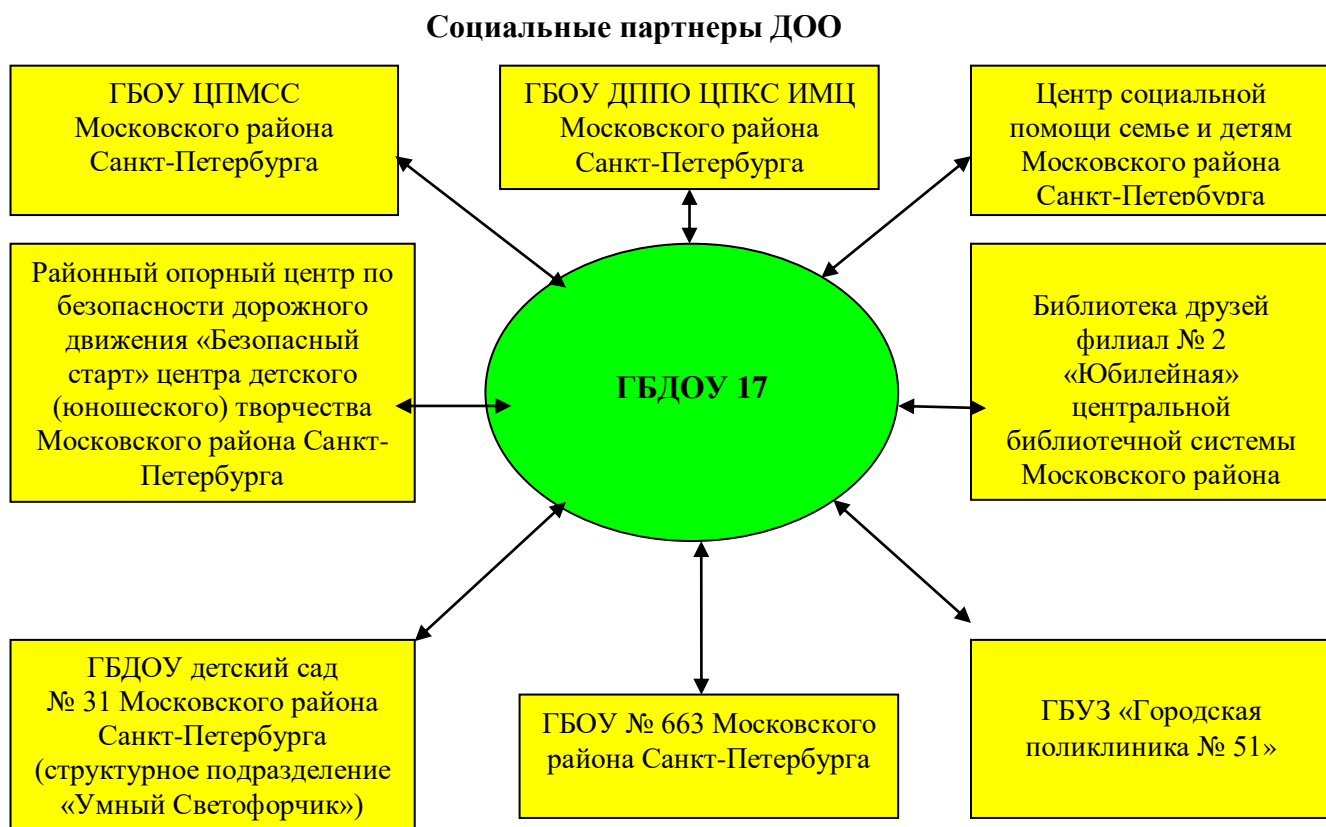 Социальные партнеры ДОО
ГБОУ ЦПМСС
Московского района
Санкт-Петербурга
ГБОУ ДППО ЦПКС ИМЦ
Московского района
Санкт-Петербурга
Центр социальной
помощи семье и детям
Московского района
Санкт-Петербурга
Районный опорный центр по
безопасности дорожного
движения «Безопасный
старт» центра детского
(юношеского) творчества
Московского района Санкт-
Петербурга
ГБДОУ 17
Библиотека друзей
филиал № 2
«Юбилейная»
центральной
библиотечной системы
Московского района
ГБДОУ детский сад
№ 31 Московского района
Санкт-Петербурга
(структурное подразделение
«Умный Светофорчик»)
ГБОУ № 663 Московского
района Санкт-Петербурга
ГБУЗ «Городская
поликлиника № 51»